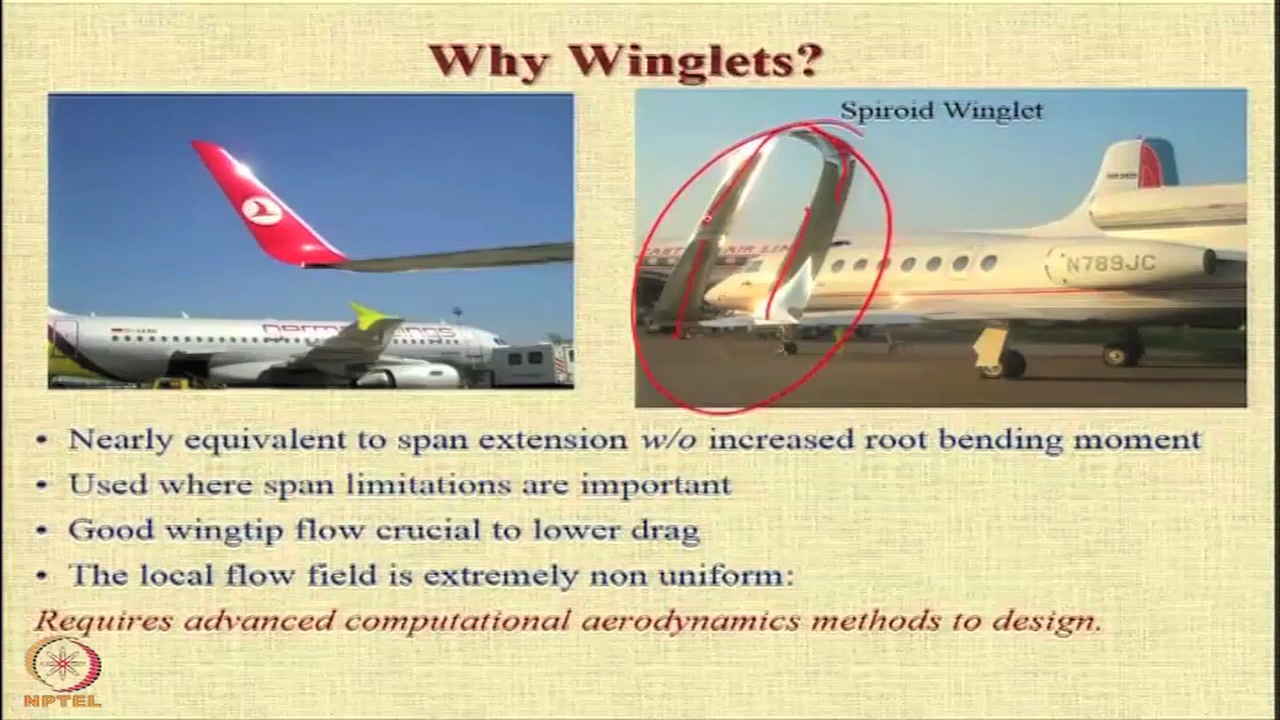 Why Winglets?
Spiroid Winglet
N789JC
• Nearly equivalent to span extension w/o increased root bending moment
• Used where span limitations are important
• Good wingtip flow crucial to lower drag
• The local flow field is extremely non uniform:
Requires advanced computational aerodynamics methods to design.
NPTEL